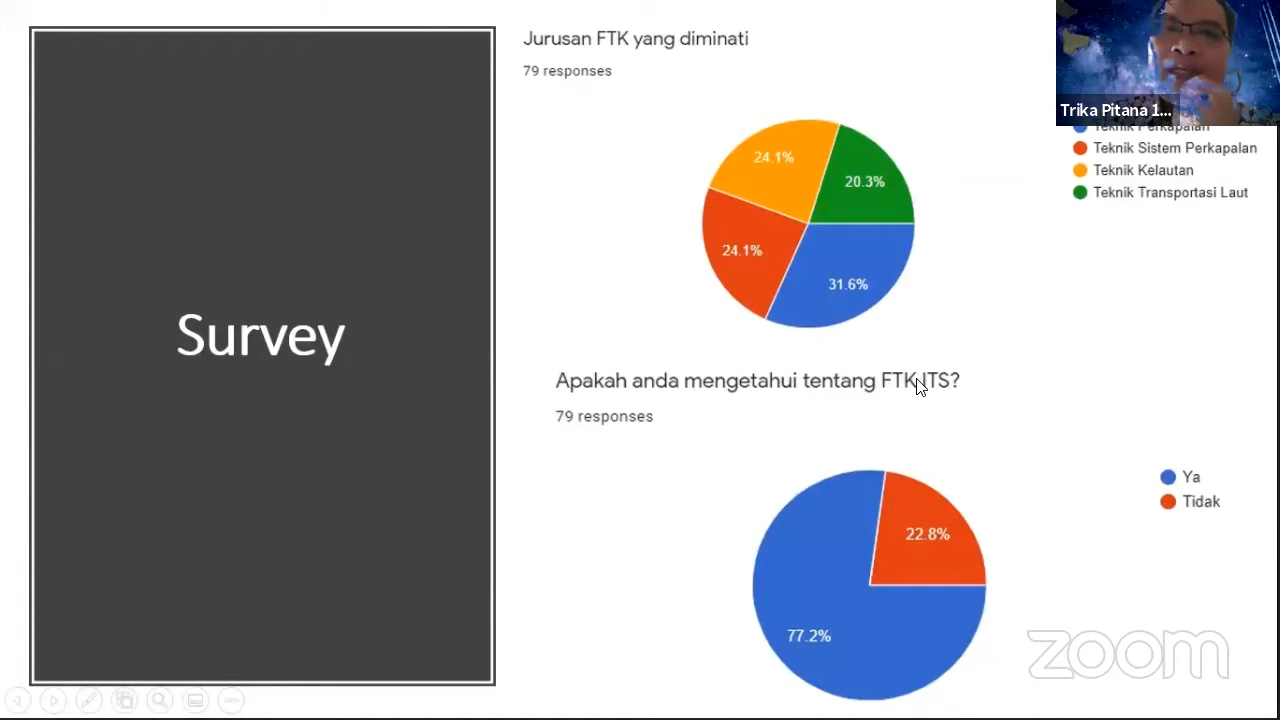 Survey
Jurusan FTK yang diminati
79 responses
24.1%
20.3%
24.1%
31.6%
Trika Pitana 1...
Teknik Perkapalan
Teknik Sistem Perkapalan
Teknik Kelautan
Teknik Transportasi Laut
Apakah anda mengetahui tentang FTK ITS?
79 responses
22.8%
77.2%
Ya
Tidak
zoom